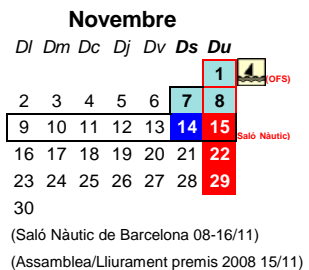 Novembre
Dl Dm Dc Dj Dv Ds Du
1 (OFS)
2 3 4 5 6 7 8
9 10 11 12 13 14 15 Saló Nàutic)
16 17 18 19 20 21 22
23 24 25 26 27 28 29
30
(Saló Nàutic de Barcelona 08-16/11)
(Assamblea/Lliurament premis 2008 15/11)